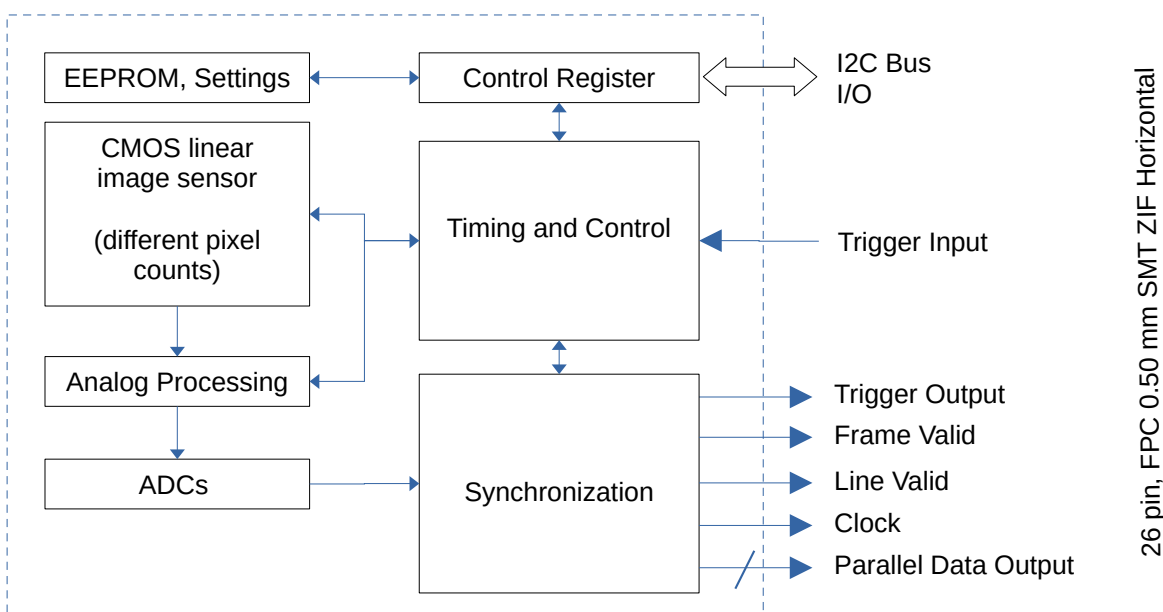 EEPROM, Settings
Control Register
I2C Bus
I/O
CMOS linear
image sensor
(different pixel
counts)
Timing and Control
Trigger Input
Analog Processing
ADCs
Synchronization
Trigger Output
Frame Valid
Line Valid
Clock
Parallel Data Output
26 pin, FPC 0.50 mm SMT ZIF Horizontal